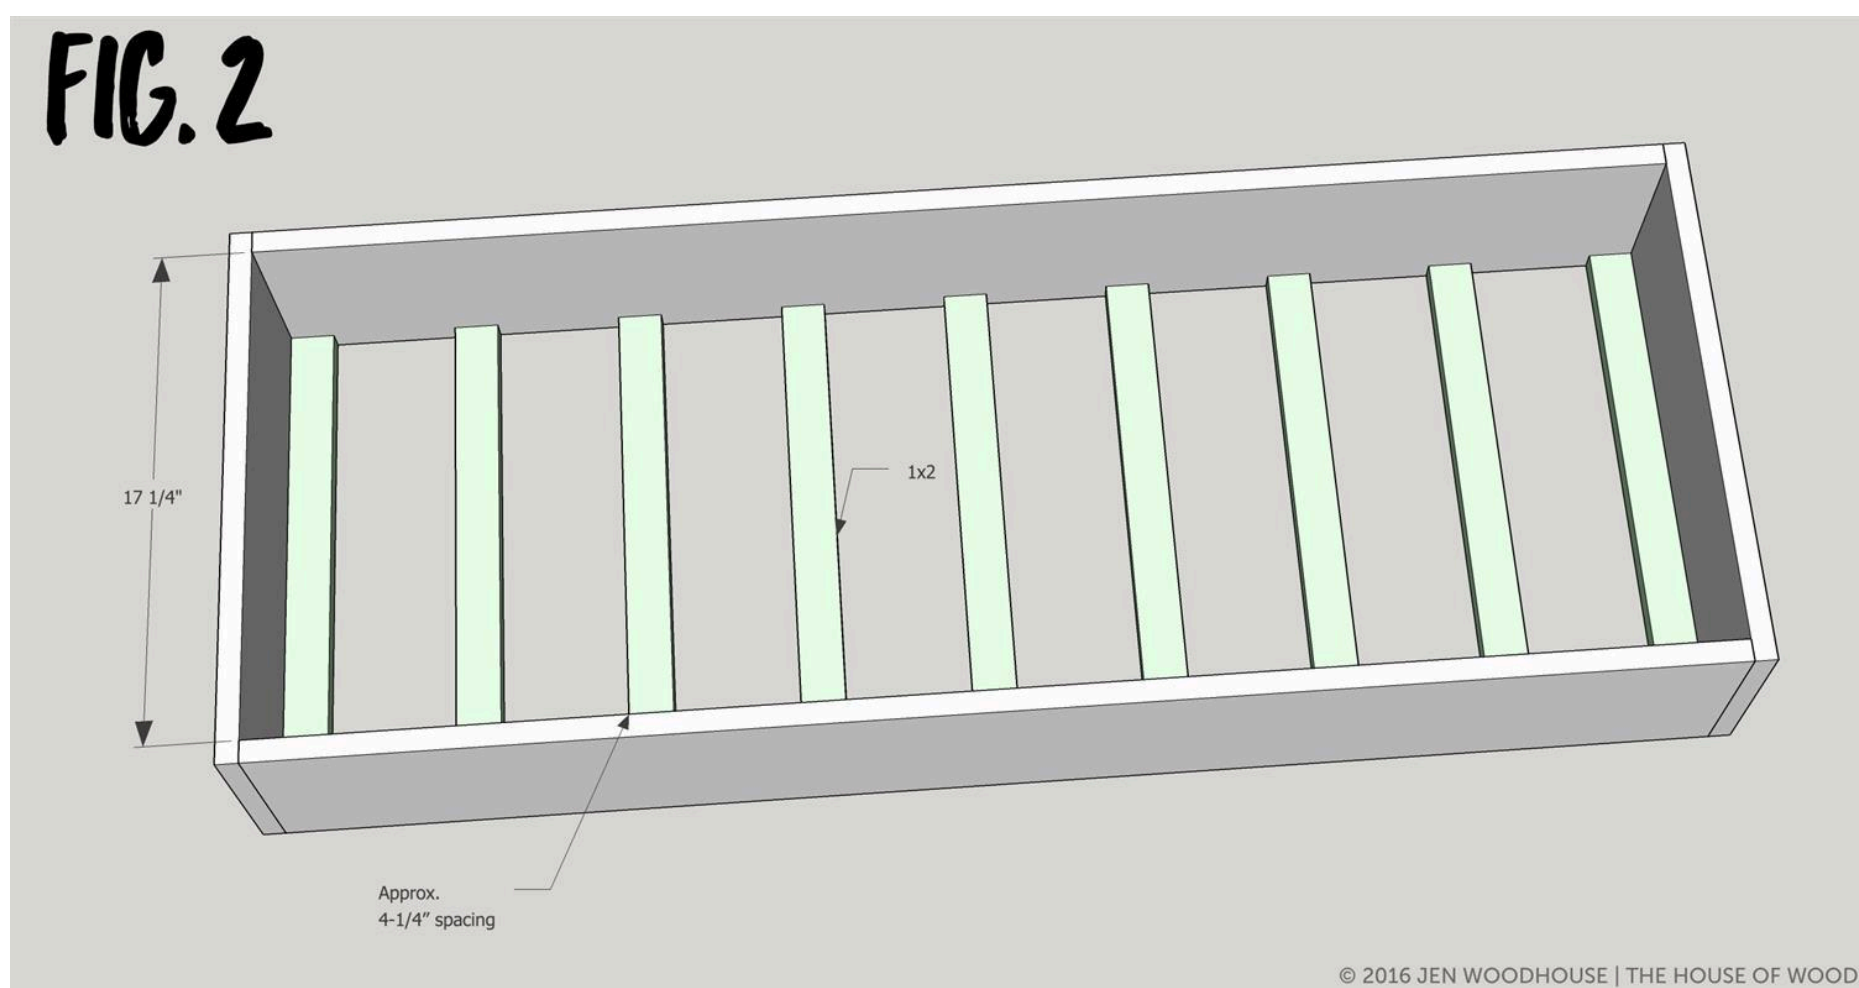 FIG. 2
17 1/4"
1x2
Approx.
4-1/4" spacing
© 2016 JEN WOODHOUSE | THE HOUSE OF WOOD